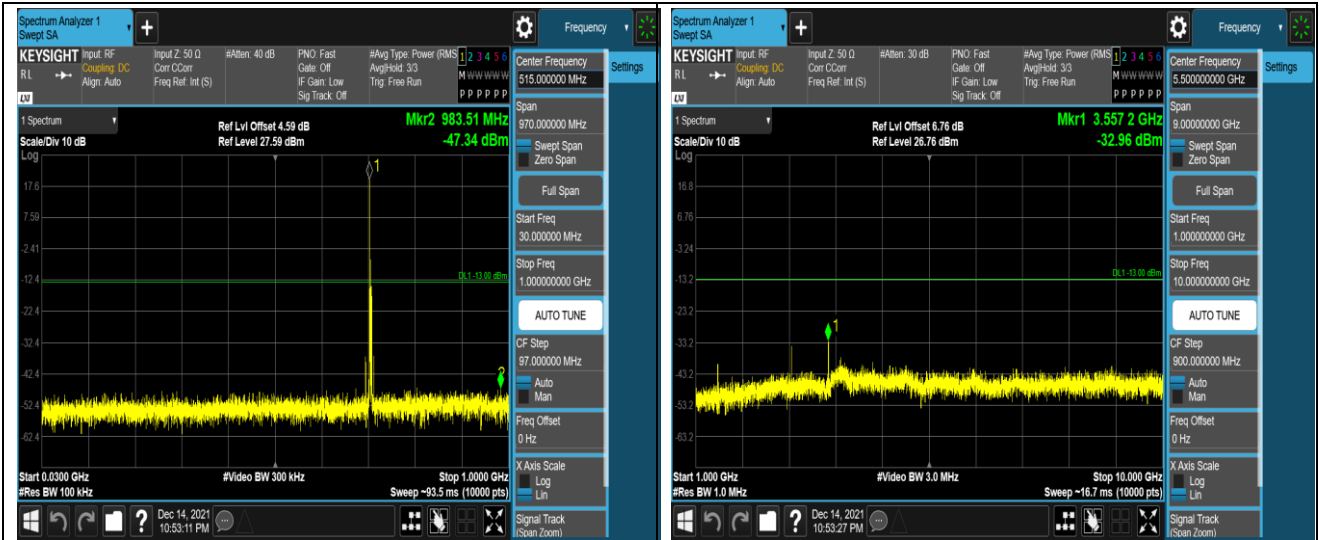 Spectrum Analyzer 1
Swept SA
+
Frequency
KEYSIGHT
Input: RF
Coupling: DC
Align: Auto
Input Z: 50 Ω
Corr CCorr
Freq Ref: Int (S)
#Atten: 40 dB
PNO: Fast
Gate: Off
IF Gain: Low
Sig Track: Off
#Avg Type: Power (RMS
Avg|Hold: 3/3
Trig: Free Run
1 2 3 4 5 6
M W W W W W
P P P P P P
RL
LXI
Center Frequency
515.000000 MHz
Settings
1 Spectrum
Scale/Div 10 dB
Log
Ref Lvl Offset 4.59 dB
Ref Level 27.59 dBm
Mkr2 983.51 MHz
-47.34 dBm
17.6
7.59
-2.41
-12.4
-22.4
-32.4
-42.4
-52.4
-62.4
1
DL1 -13.00 dBm
2
Start 0.0300 GHz
#Res BW 100 kHz
#Video BW 300 kHz
Stop 1.0000 GHz
Sweep ~93.5 ms (10000 pts)
Span
970.000000 MHz
Swept Span
Zero Span
Full Span
Start Freq
30.000000 MHz
Stop Freq
1.000000000 GHz
AUTO TUNE
CF Step
97.000000 MHz
Auto
Man
Freq Offset
0 Hz
X Axis Scale
Log
Lin
Signal Track
(Span Zoom)
?
Dec 14, 2021
10:53:11 PM
Spectrum Analyzer 1
Swept SA
+
Frequency
KEYSIGHT
Input: RF
Coupling: DC
Align: Auto
Input Z: 50 Ω
Corr CCorr
Freq Ref: Int (S)
#Atten: 30 dB
PNO: Fast
Gate: Off
IF Gain: Low
Sig Track: Off
#Avg Type: Power (RMS
Avg|Hold: 3/3
Trig: Free Run
1 2 3 4 5 6
M W W W W W
P P P P P P
RL
LXI
Center Frequency
5.500000000 GHz
Settings
1 Spectrum
Scale/Div 10 dB
Log
Ref Lvl Offset 6.76 dB
Ref Level 26.76 dBm
Mkr1 3.557 2 GHz
-32.96 dBm
16.8
6.76
-3.24
-13.2
-23.2
-33.2
-43.2
-53.2
-63.2
DL1 -13.00 dBm
1
Start 1.000 GHz
#Res BW 1.0 MHz
#Video BW 3.0 MHz
Stop 10.000 GHz
Sweep ~16.7 ms (10000 pts)
Span
9.00000000 GHz
Swept Span
Zero Span
Full Span
Start Freq
1.000000000 GHz
Stop Freq
10.000000000 GHz
AUTO TUNE
CF Step
900.000000 MHz
Auto
Man
Freq Offset
0 Hz
X Axis Scale
Log
Lin
Signal Track
(Span Zoom)
?
Dec 14, 2021
10:53:27 PM